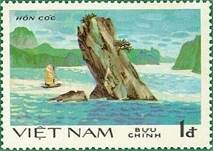 HÒN CÓC
VIỆT NAM BƯU CHÍNH 1đ